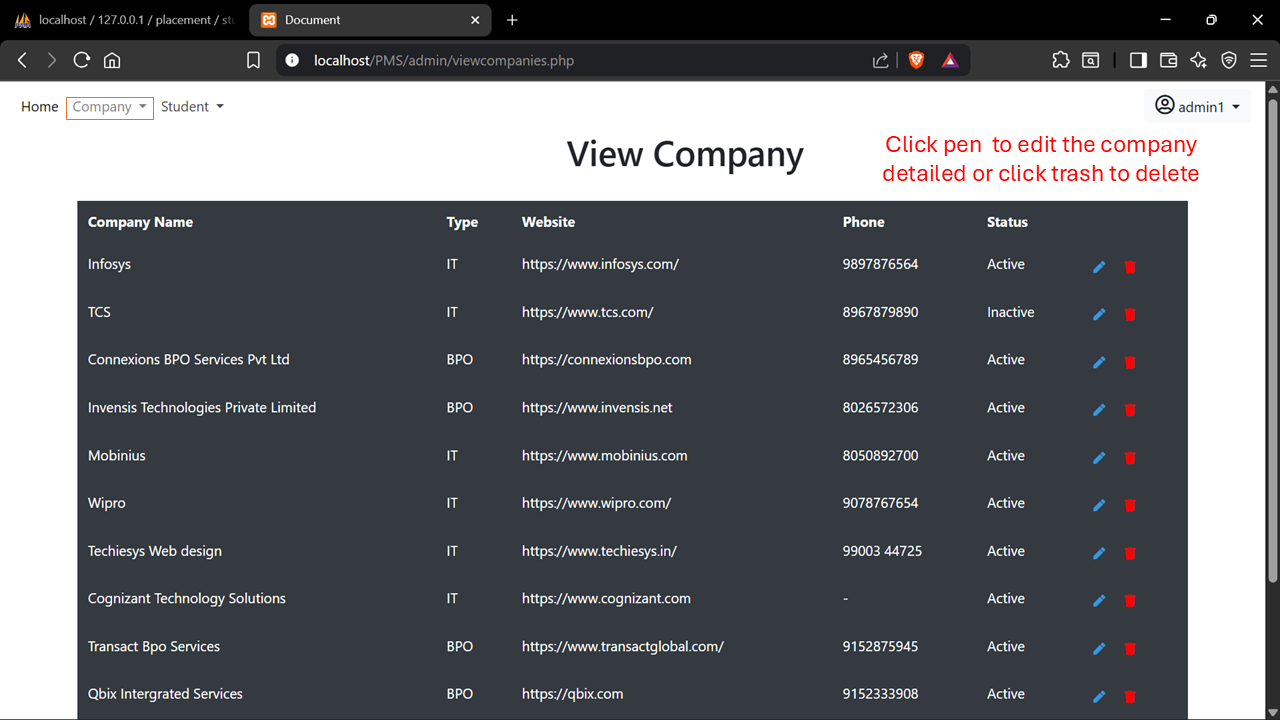 localhost / 127.0.0.1 / placement / stu
Document
localhost/PMS/admin/viewcompanies.php
Home Company Student admin1
View Company
Click pen to edit the company
detailed or click trash to delete
Company Name Type Website Phone Status
Infosys IT https://www.infosys.com/ 9897876564 Active
TCS IT https://www.tcs.com/ 8967879890 Inactive
Connexions BPO Services Pvt Ltd BPO https://connexionsbpo.com 8965456789 Active
Invensis Technologies Private Limited BPO https://www.invensis.net 8026572306 Active
Mobinius IT https://www.mobinius.com 8050892700 Active
Wipro IT https://www.wipro.com/ 9078767654 Active
Techiesys Web design IT https://www.techiesys.in/ 99003 44725 Active
Cognizant Technology Solutions IT https://www.cognizant.com - Active
Transact Bpo Services BPO https://www.transactglobal.com/ 9152875945 Active
Qbix Intergrated Services BPO https://qbix.com 9152333908 Active